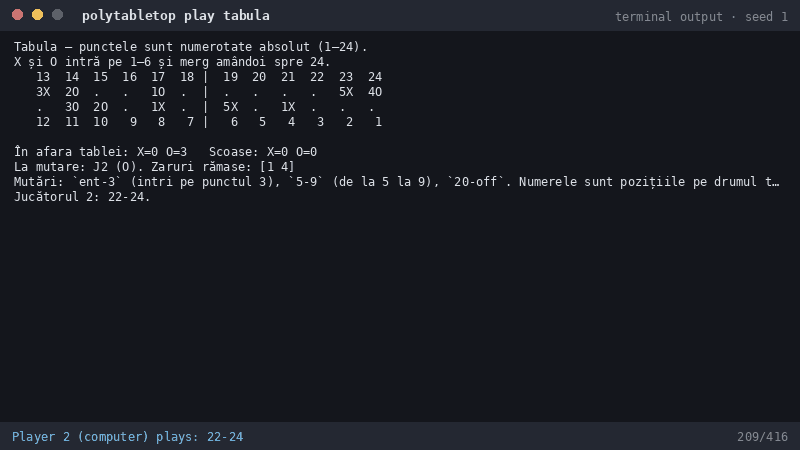 polytabletop play tabula
terminal output · seed 1
Tabula — punctele sunt numerotate absolut (1–24).
X și O intră pe 1–6 și merg amândoi spre 24.
13 14 15 16 17 18 | 19 20 21 22 23 24
3X 2O . . 1O . | . . . . 5X 4O
. 3O 2O . 1X . | 5X . 1X . . .
12 11 10 9 8 7 | 6 5 4 3 2 1
În afara tablei: X=0 O=3 Scoase: X=0 O=0
La mutare: J2 (O). Zaruri rămase: [1 4]
Mutări: `ent-3` (intri pe punctul 3), `5-9` (de la 5 la 9), `20-off`. Numerele sunt pozițiile pe drumul t…
Jucătorul 2: 22-24.
Player 2 (computer) plays: 22-24
209/416